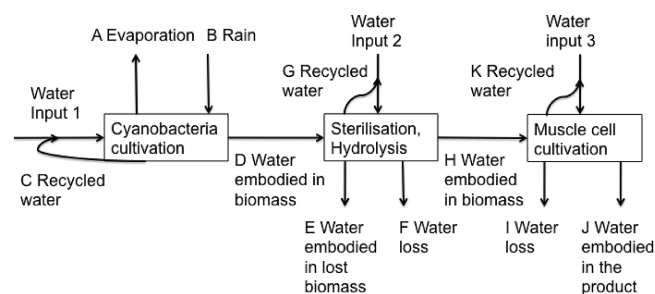 A Evaporation
B Rain
Water
Input 2
Water
input 3
G Recycled
water
K Recycled
water
Water
Input 1
Cyanobacteria
cultivation
Sterilisation,
Hydrolysis
Muscle cell
cultivation
C Recycled
water
D Water
embodied in
biomass
H Water
embodied in
biomass
E Water
embodied
in lost
biomass
F Water
loss
I Water
loss
J Water
embodied
in the
product